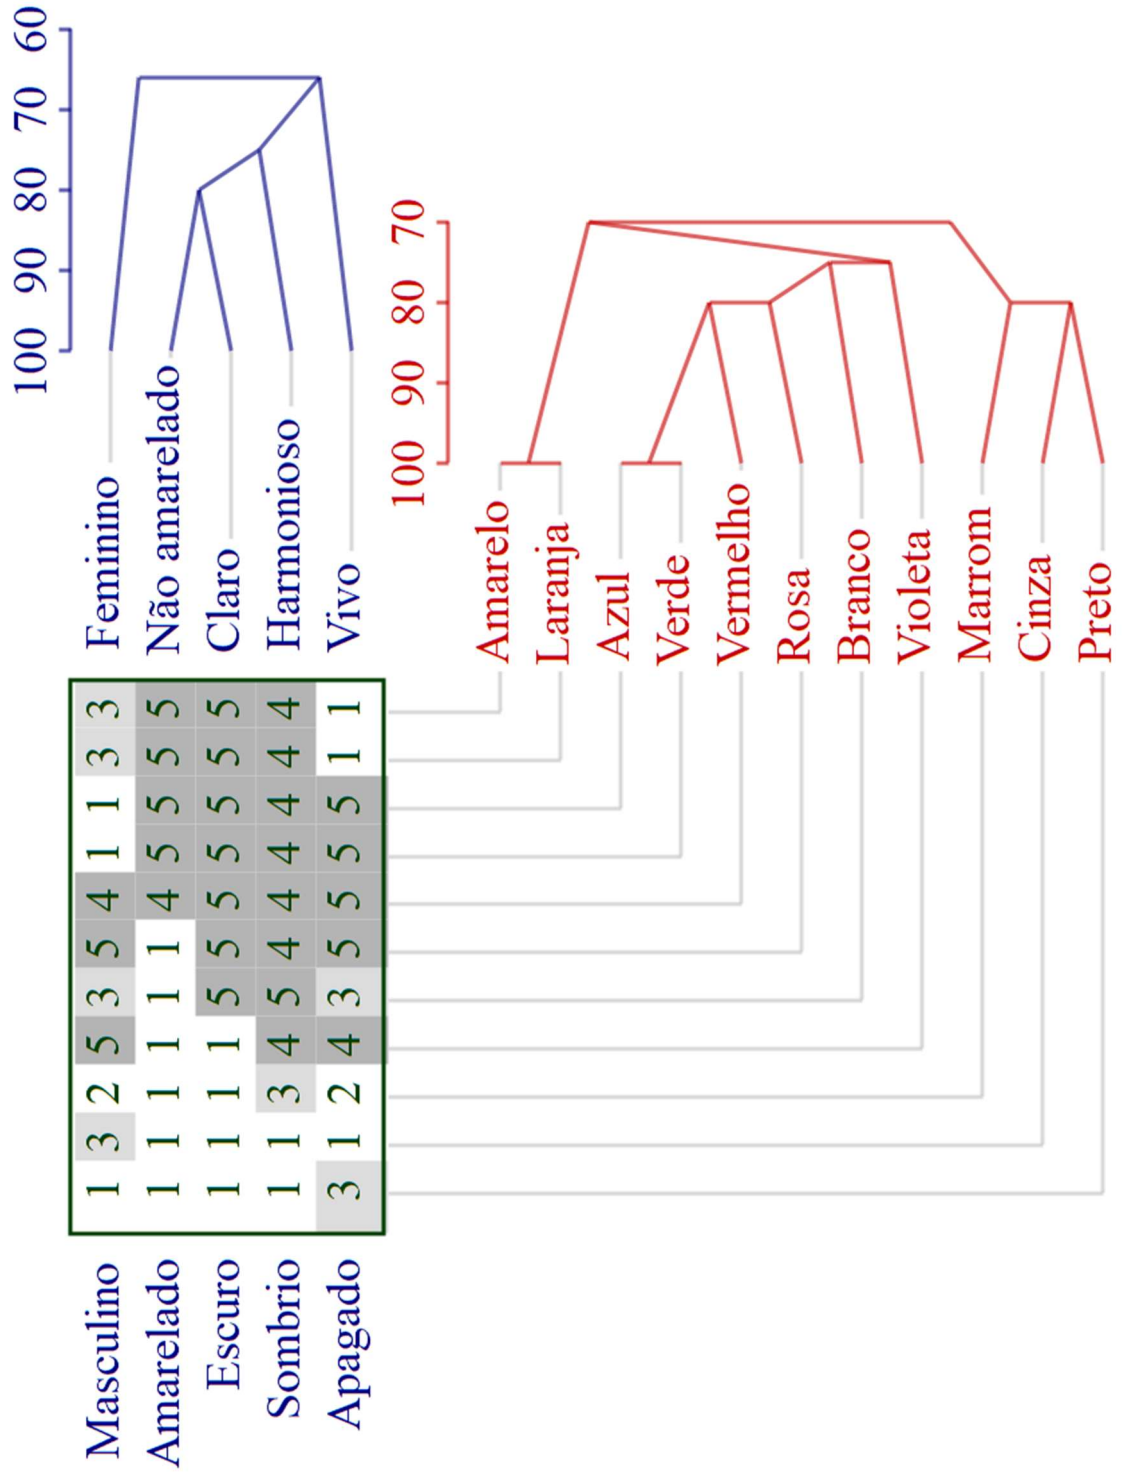 100 90 80 70 60
Masculino 1 3 2 5 3 5 4 1 1 3 3 Feminino
Amarelado 1 1 1 1 1 1 4 5 5 5 5 Não amarelado
Escuro 1 1 1 1 5 5 5 5 5 5 5 Claro
Sombrio 1 1 3 4 5 4 4 4 4 4 4 Harmonioso
Apagado 3 1 2 4 3 5 5 5 5 1 1 Vivo
100 90 80 70
Amarelo
Laranja
Azul
Verde
Vermelho
Rosa
Branco
Violeta
Marrom
Cinza
Preto